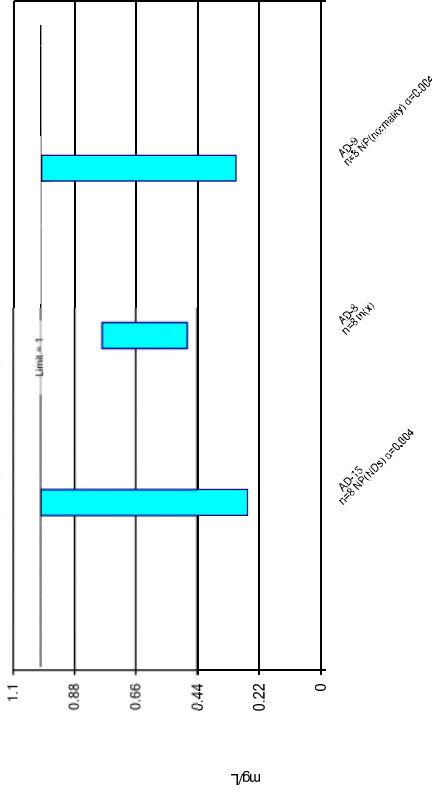 AD-9
n=8 NP(normality) α=0.004
AD-8
n=8 ln(x)
Limit = 1
AD-15
n=8 NP(NDs) α=0.004
1.1
0.88
0.66
0.44
0.22
0
mg/L